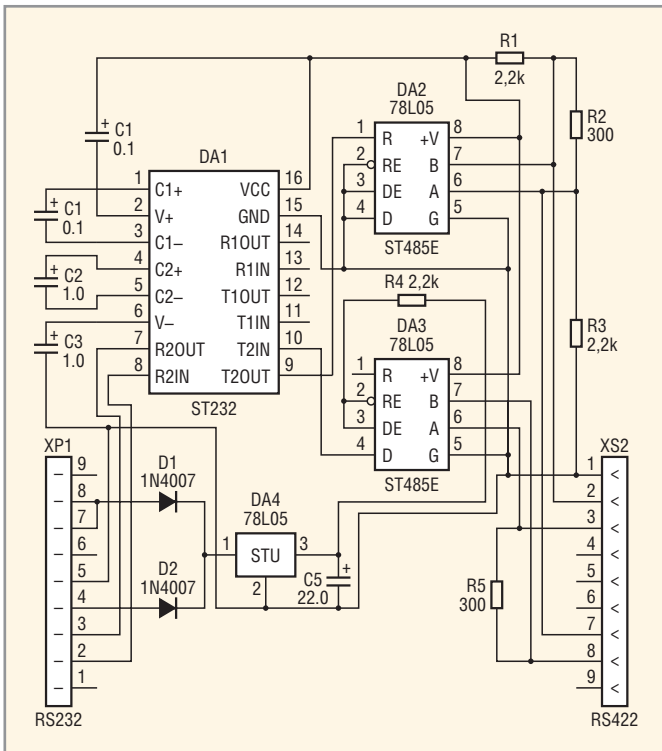 R1
2,2k
DA2
78L05
R2
300
C1
0.1
DA1
1 R +V 8
2 RE B 7
3 DE A 6
4 D G 5
ST485E
1 C1+ VCC 16
2 V+ GND 15
3 C1– R1OUT 14
4 C2+ R1IN 13
5 C2– T1OUT 12
6 V– T1IN 11
7 R2OUT T2IN 10
8 R2IN T2OUT 9
ST232
C1
0.1
C2
1.0
C3
1.0
R4 2,2k
DA3
78L05
R3
2,2k
1 R +V 8
2 RE B 7
3 DE A 6
4 D G 5
ST485E
XP1
9
8
7
6
5
4
3
2
1
RS232
D1
1N4007
D2
1N4007
DA4
78L05
1 STU 3
2
C5
22.0
R5
300
XS2
1 <
2 <
3 <
4 <
5 <
6 <
7 <
8 <
9 <
RS422